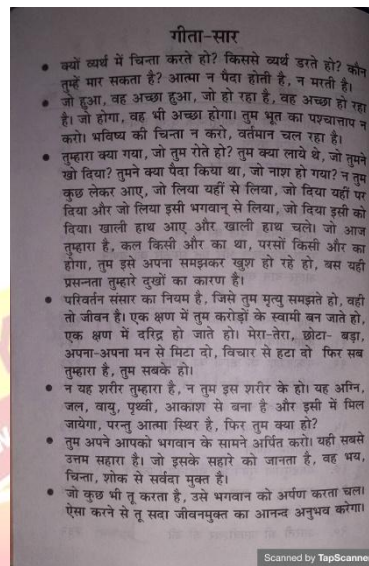 गीता-सार
• क्यों व्यर्थ में चिन्ता करते हो? किससे व्यर्थ डरते हो? कौन
तुम्हें मार सकता है? आत्मा न पैदा होती है, न मरती है।
• जो हुआ, वह अच्छा हुआ, जो हो रहा है, वह अच्छा हो रहा
है। जो होगा, वह भी अच्छा होगा। तुम भूत का पश्चात्ताप न
करो। भविष्य की चिन्ता न करो, वर्तमान चल रहा है।
• तुम्हारा क्या गया, जो तुम रोते हो? तुम क्या लाये थे, जो तुमने
खो दिया? तुमने क्या पैदा किया था, जो नाश हो गया? न तुम
कुछ लेकर आए, जो लिया यहीं से लिया, जो दिया यहीं पर
दिया और जो लिया इसी भगवान् से लिया, जो दिया इसी को
दिया। खाली हाथ आए और खाली हाथ चले। जो आज
तुम्हारा है, कल किसी और का था, परसों किसी और का
होगा, तुम इसे अपना समझकर खुश हो रहे हो, बस यही
प्रसन्नता तुम्हारे दुखों का कारण है।
• परिवर्तन संसार का नियम है, जिसे तुम मृत्यु समझते हो, वही
तो जीवन है। एक क्षण में तुम करोड़ों के स्वामी बन जाते हो,
एक क्षण में दरिद्र हो जाते हो। मेरा-तेरा, छोटा- बड़ा,
अपना-अपना मन से मिटा दो, विचार से हटा दो फिर सब
तुम्हारा है, तुम सबके हो।
• न यह शरीर तुम्हारा है, न तुम इस शरीर के हो। यह अग्नि,
जल, वायु, पृथ्वी, आकाश से बना है और इसी में मिल
जायेगा, परन्तु आत्मा स्थिर है, फिर तुम क्या हो?
• तुम अपने आपको भगवान के सामने अर्पित करो। यही सबसे
उत्तम सहारा है। जो इसके सहारे को जानता है, वह भय,
चिन्ता, शोक से सर्वदा मुक्त है।
• जो कुछ भी तू करता है, उसे भगवान को अर्पण करता चल।
ऐसा करने से तू सदा जीवनमुक्त का आनन्द अनुभव करेगा।
Scanned by TapScanner